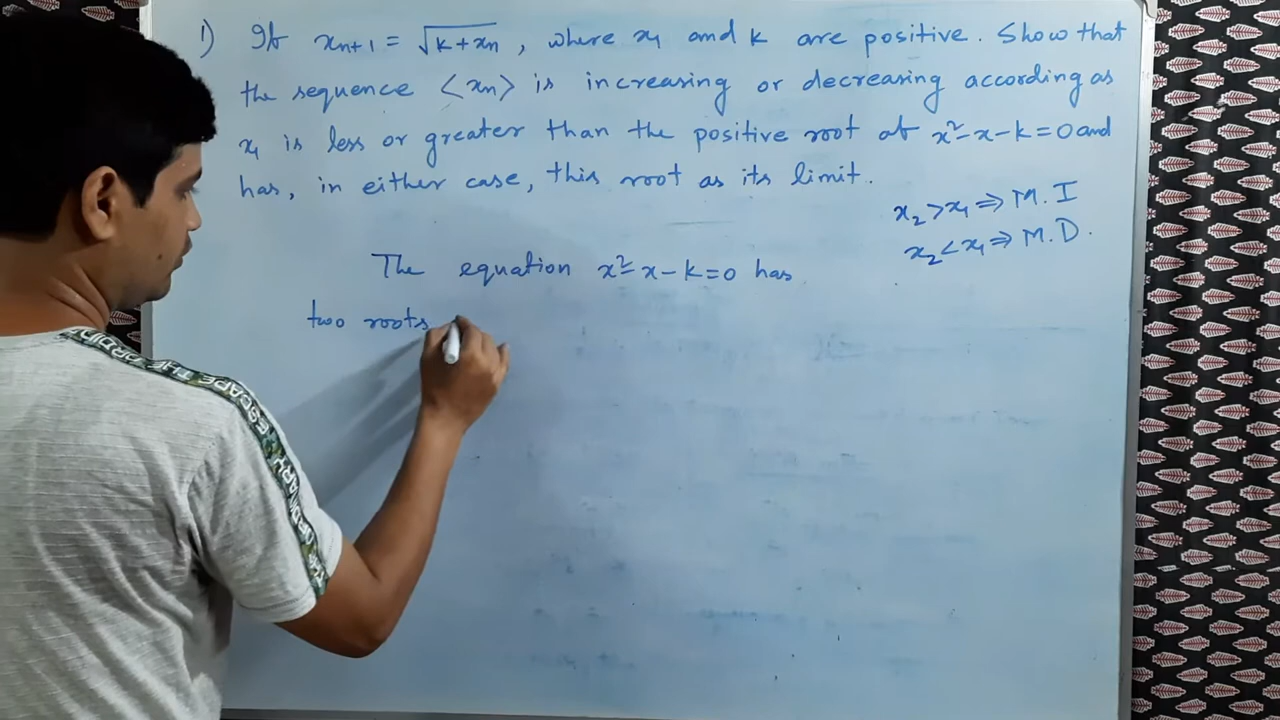 1) If xₙ₊₁ = √(k+xₙ), where x₁ and k are positive. Show that
the sequence <xₙ> is increasing or decreasing according as
x₁ is less or greater than the positive root of x²-x-k=0 and
has, in either case, this root as its limit.
x₂>x₁ ⇒ M.I
x₂<x₁ ⇒ M.D.
The equation x²-x-k=0 has
two roots